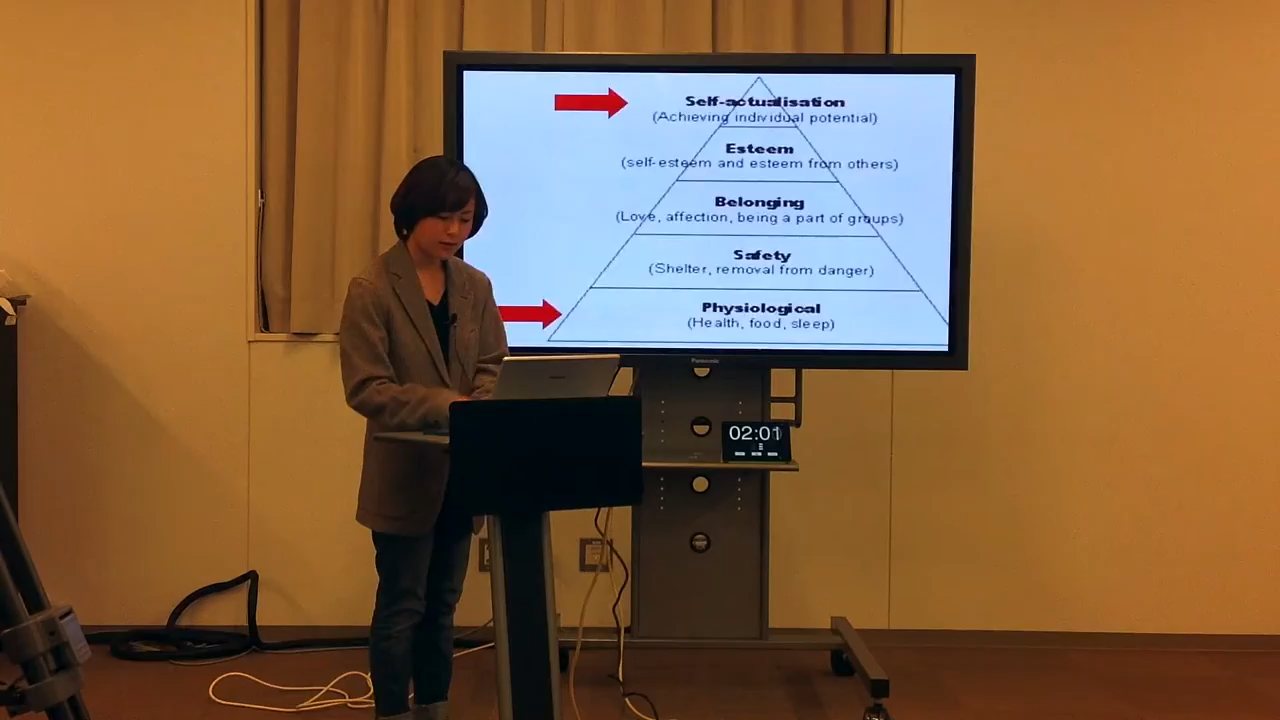 Self-actualisation
(Achieving individual potential)
Esteem
(self-esteem and esteem from others)
Belonging
(Love, affection, being a part of groups)
Safety
(Shelter, removal from danger)
Physiological
(Health, food, sleep)
Panasonic
02:01